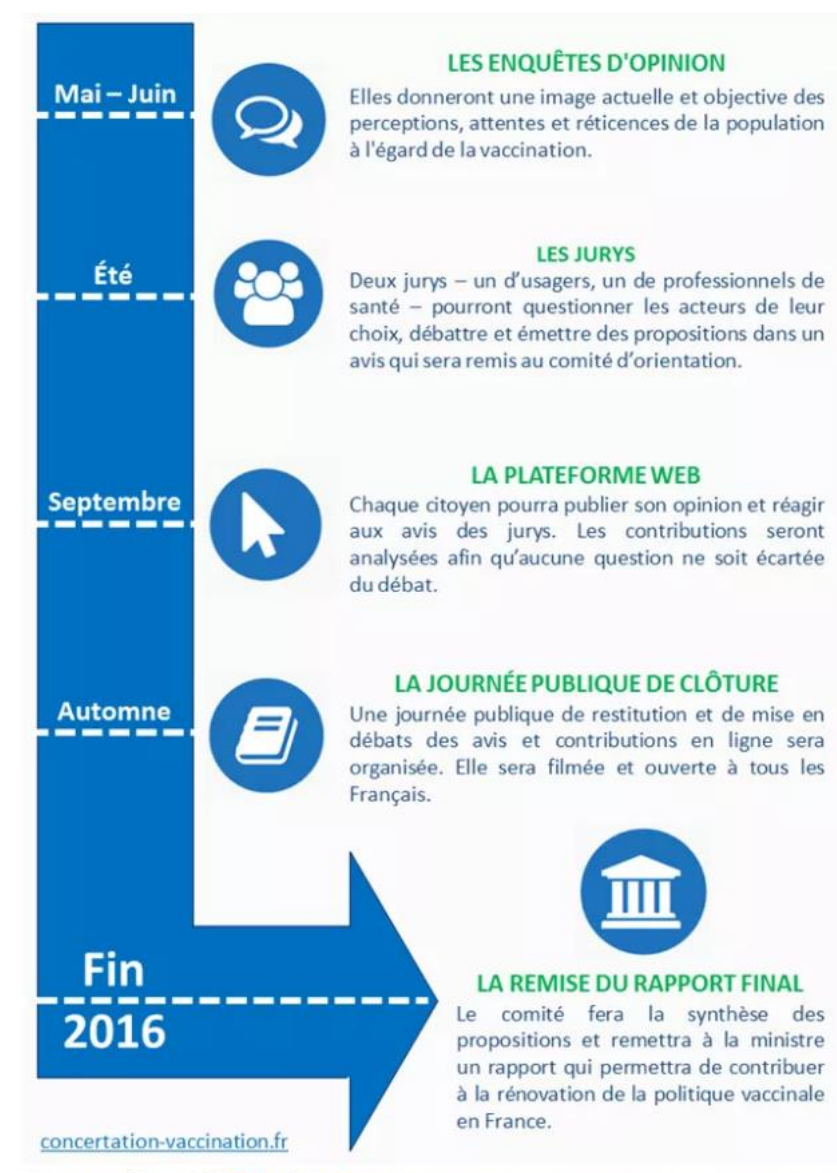 Mai – Juin
LES ENQUÊTES D'OPINION
Elles donneront une image actuelle et objective des
perceptions, attentes et réticences de la population
à l'égard de la vaccination.
Été
LES JURYS
Deux jurys – un d’usagers, un de professionnels de
santé – pourront questionner les acteurs de leur
choix, débattre et émettre des propositions dans un
avis qui sera remis au comité d’orientation.
Septembre
LA PLATEFORME WEB
Chaque citoyen pourra publier son opinion et réagir
aux avis des jurys. Les contributions seront
analysées afin qu’aucune question ne soit écartée
du débat.
Automne
LA JOURNÉE PUBLIQUE DE CLÔTURE
Une journée publique de restitution et de mise en
débats des avis et contributions en ligne sera
organisée. Elle sera filmée et ouverte à tous les
Français.
Fin
2016
LA REMISE DU RAPPORT FINAL
Le comité fera la synthèse des
propositions et remettra à la ministre
un rapport qui permettra de contribuer
à la rénovation de la politique vaccinale
en France.
concertation-vaccination.fr